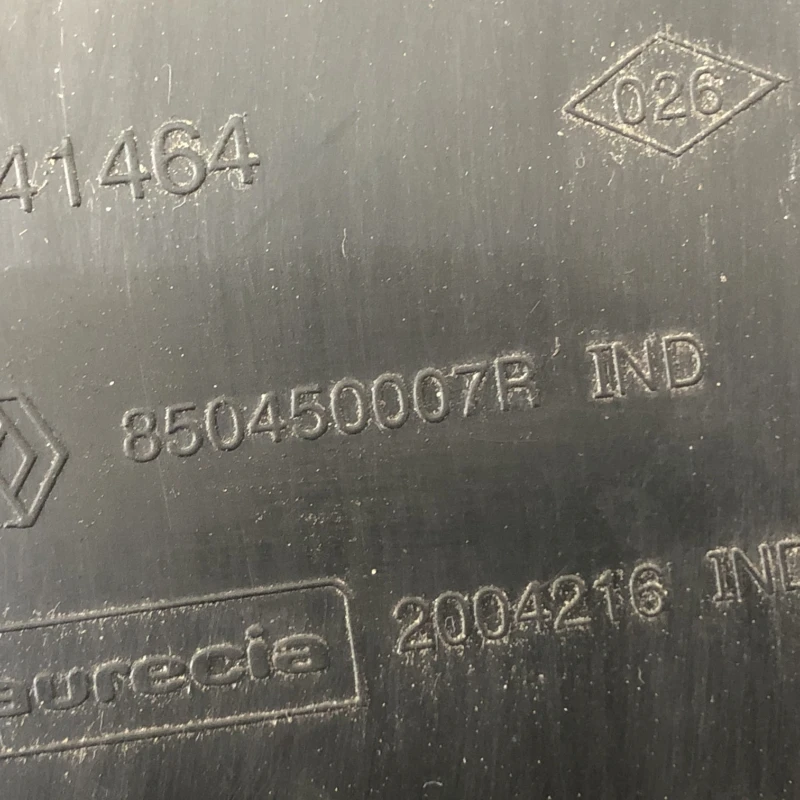 026
41464
850450007R IND
2004216 IND
aurecia